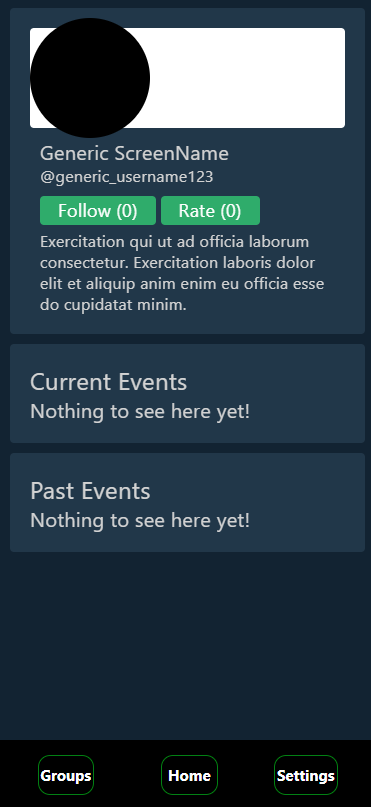 Generic ScreenName
@generic_username123
Follow (0) Rate (0)
Exercitation qui ut ad officia laborum
consectetur. Exercitation laboris dolor
elit et aliquip anim enim eu officia esse
do cupidatat minim.
Current Events
Nothing to see here yet!
Past Events
Nothing to see here yet!
Groups Home Settings